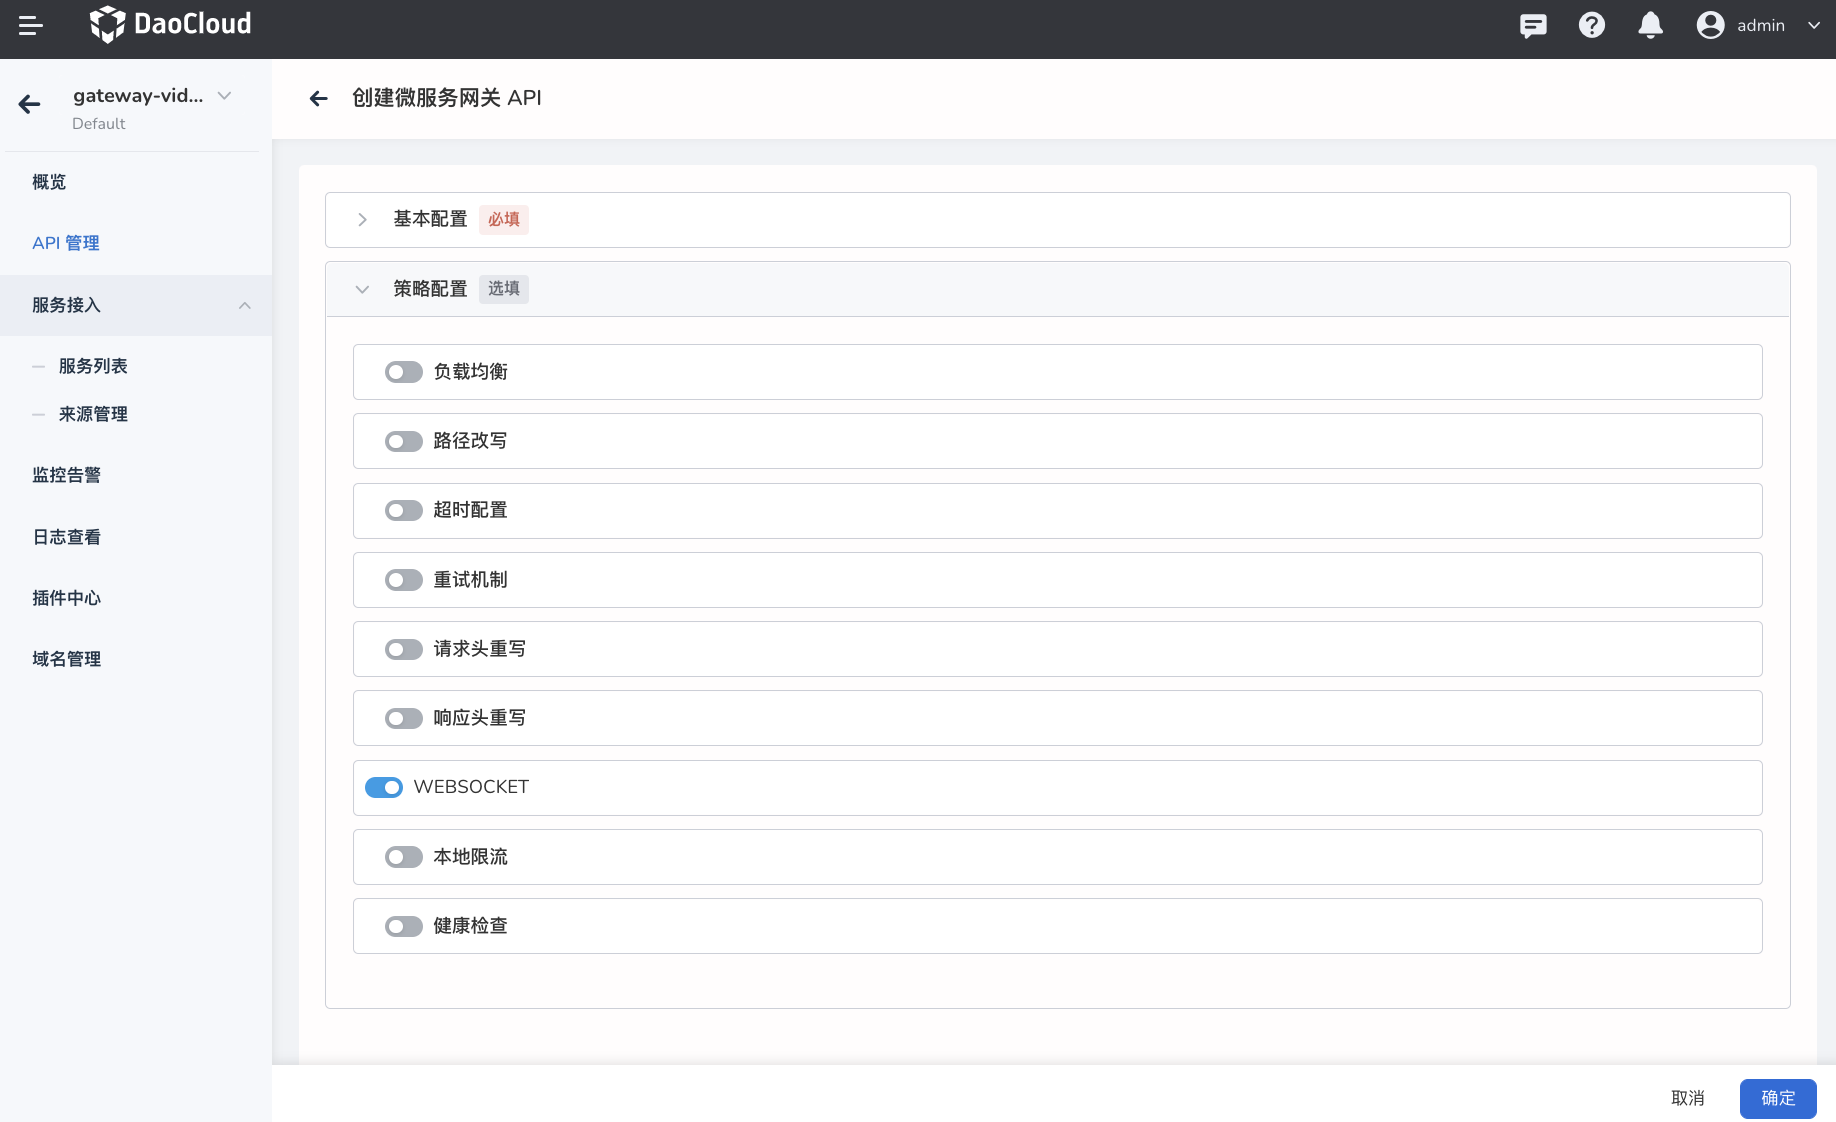 DaoCloud
admin
gateway-vid...
Default
概览
API 管理
服务接入
服务列表
来源管理
监控告警
日志查看
插件中心
域名管理
创建微服务网关 API
基本配置 必填
策略配置 选填
负载均衡
路径改写
超时配置
重试机制
请求头重写
响应头重写
WEBSOCKET
本地限流
健康检查
取消
确定